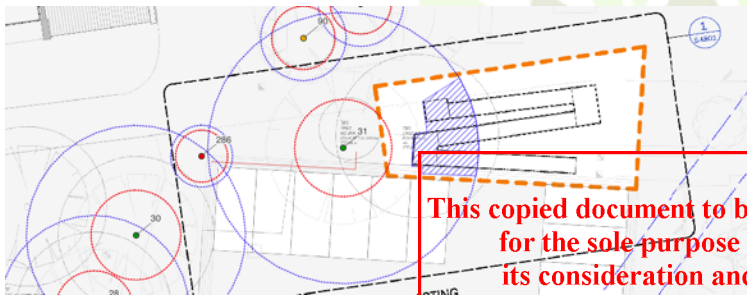 90
1
286
31
30
28
This copied document to b
for the sole purpose
its consideration and